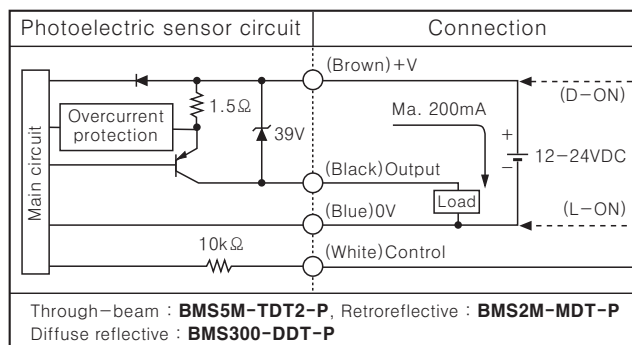 Photoelectric sensor circuit
Connection
(Brown)+V
(D-ON)
1.5Ω
Overcurrent
protection
Ma. 200mA
39V
+
12-24VDC
-
Main circuit
(Black)Output
Load
(Blue)0V
(L-ON)
10kΩ
(White)Control
Through-beam : BMS5M-TDT2-P, Retroreflective : BMS2M-MDT-P
Diffuse reflective : BMS300-DDT-P